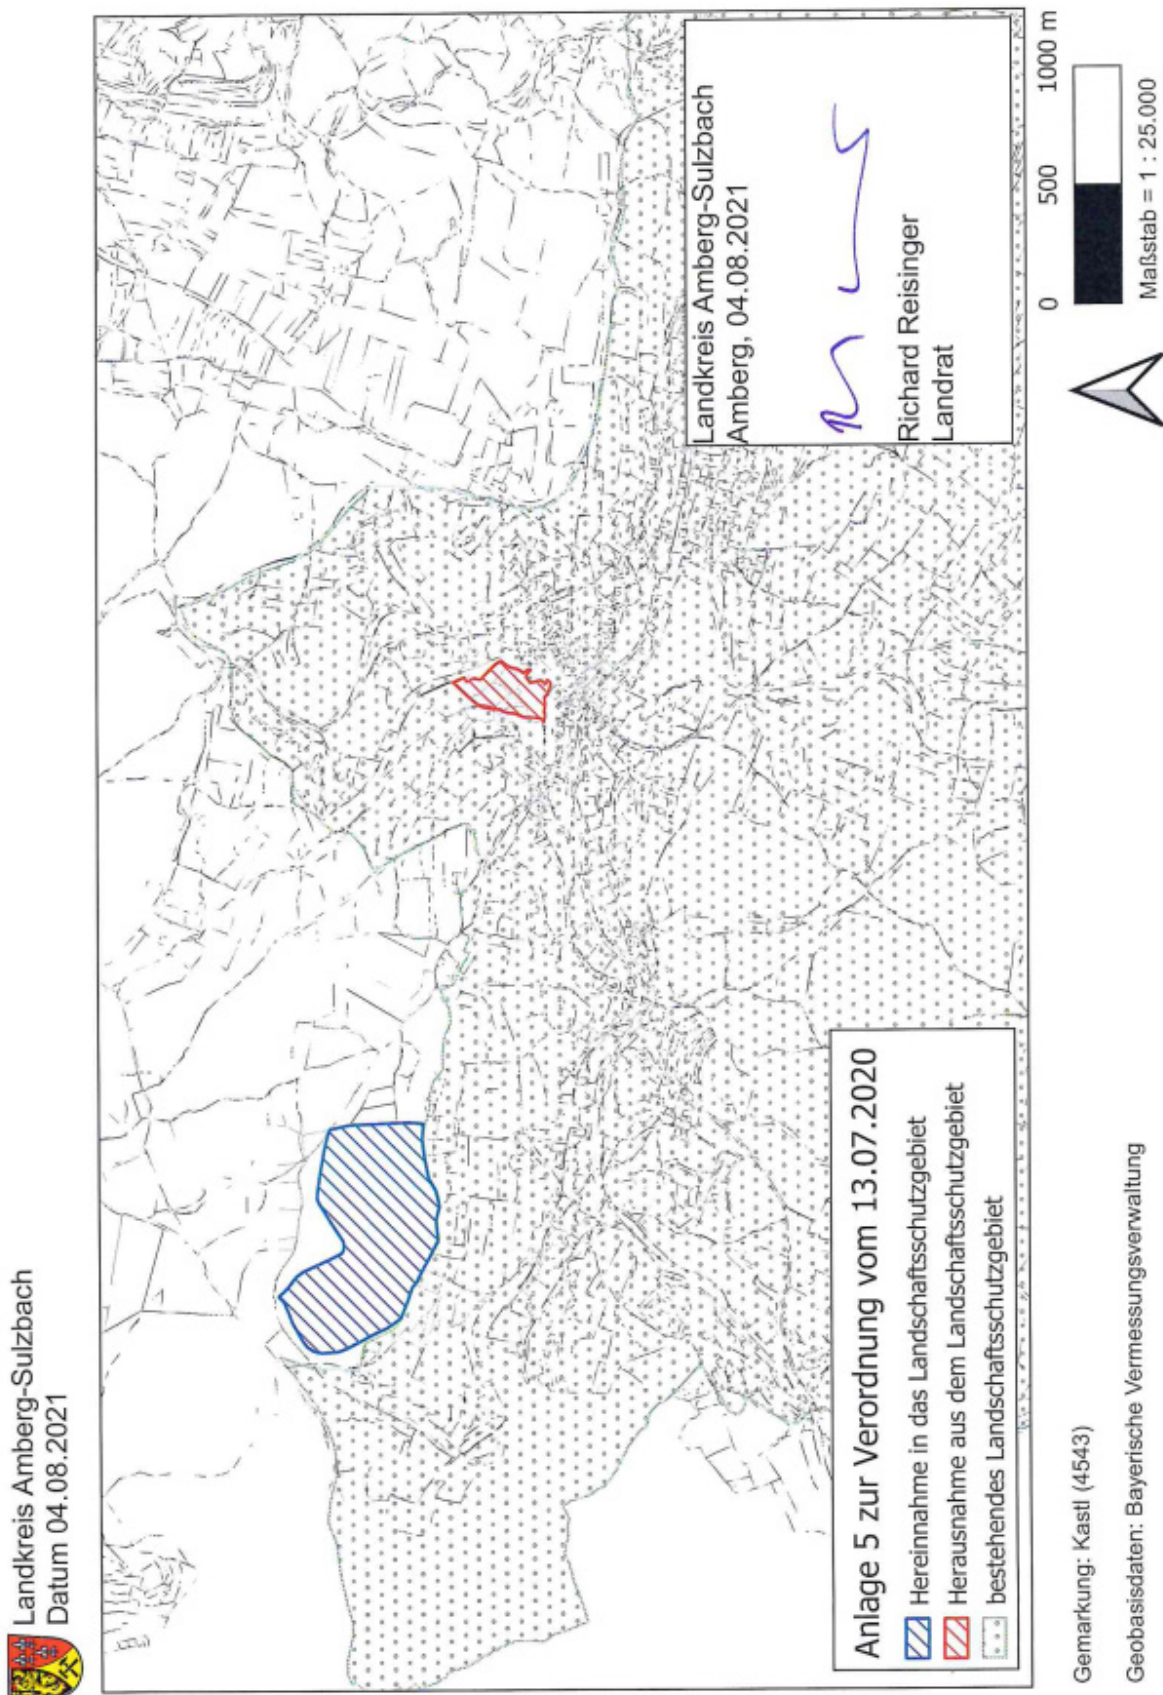 Landkreis Amberg-Sulzbach
Datum 04.08.2021
Landkreis Amberg-Sulzbach
Amberg, 04.08.2021
Richard Reisinger
Landrat
Anlage 5 zur Verordnung vom 13.07.2020
Hereinnahme in das Landschaftsschutzgebiet
Herausnahme aus dem Landschaftsschutzgebiet
bestehendes Landschaftsschutzgebiet
Gemarkung: Kastl (4543)
Geobasisdaten: Bayerische Vermessungsverwaltung
0 500 1000 m
Maßstab = 1 : 25.000